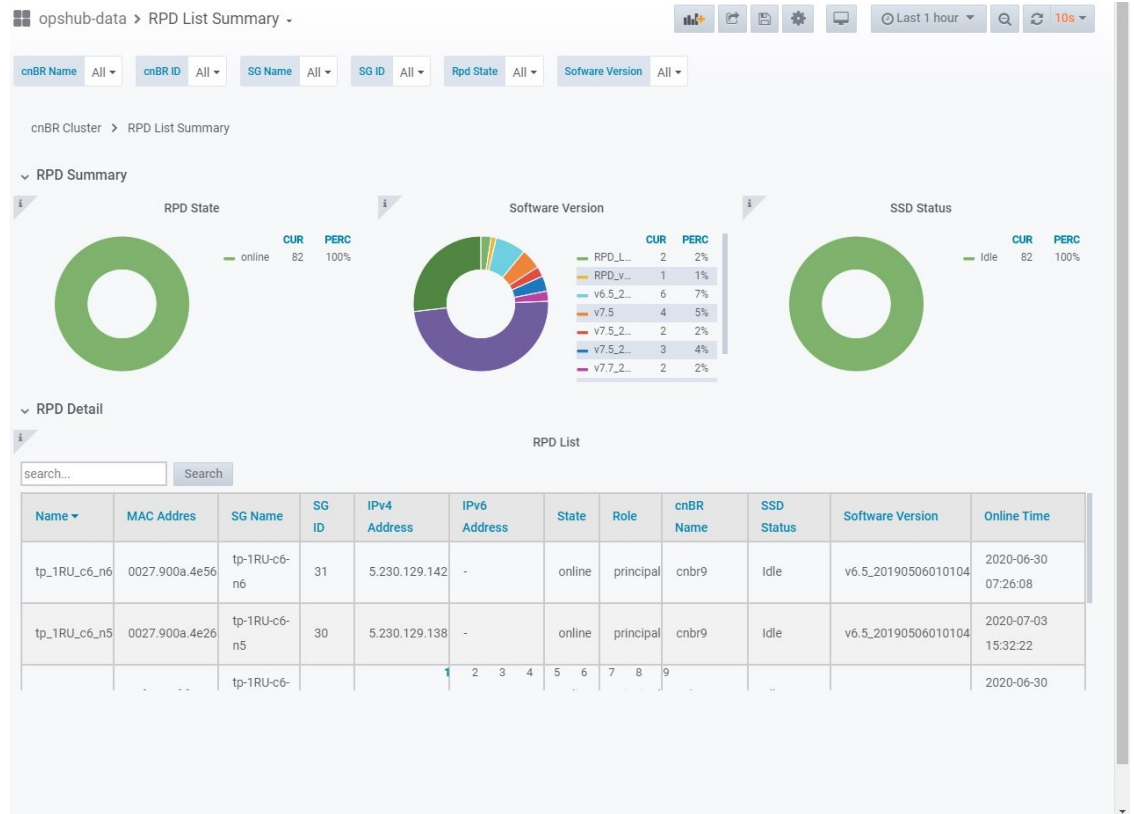 opshub-data > RPD List Summary
Last 1 hour 10s
cnBR Name All cnBR ID All SG Name All SG ID All Rpd State All Sofware Version All
cnBR Cluster > RPD List Summary
RPD Summary
RPD State
CUR PERC
online 82 100%
Software Version
CUR PERC
RPD_L... 2 2%
RPD_v... 1 1%
v6.5_2... 6 7%
v7.5 4 5%
v7.5_2... 2 2%
v7.5_2... 3 4%
v7.7_2... 2 2%
SSD Status
CUR PERC
Idle 82 100%
RPD Detail
RPD List
search... Search
Name MAC Addres SG Name SG ID IPv4 Address IPv6 Address State Role cnBR Name SSD Status Software Version Online Time
tp_1RU_c6_n6 0027.900a.4e56 tp-1RU-c6-n6 31 5.230.129.142 - online principal cnbr9 Idle v6.5_20190506010104 2020-06-30 07:26:08
tp_1RU_c6_n5 0027.900a.4e26 tp-1RU-c6-n5 30 5.230.129.138 - online principal cnbr9 Idle v6.5_20190506010104 2020-07-03 15:32:22
tp-1RU-c6- 2020-06-30
1 2 3 4 5 6 7 8 9